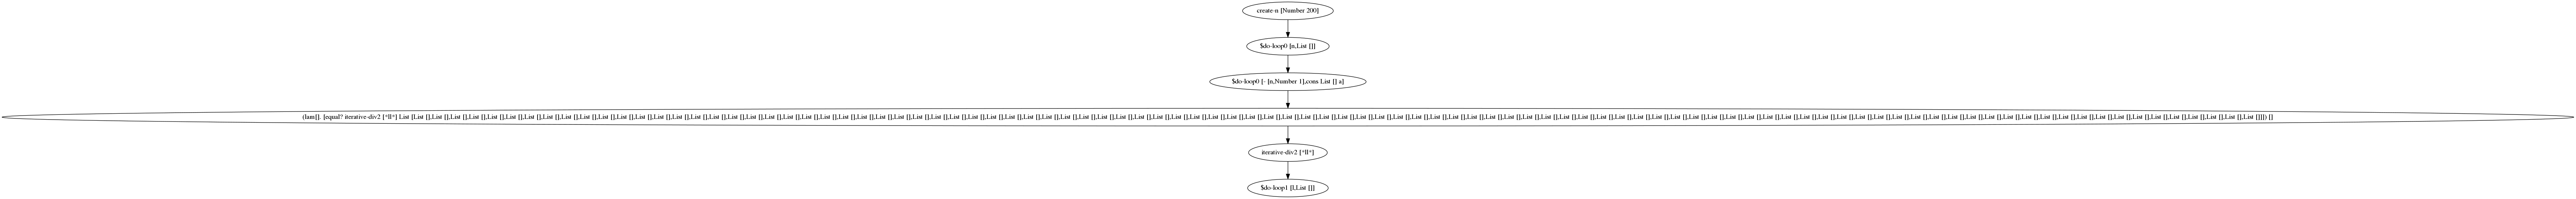 create-n [Number 200]
$do-loop0 [n,List []]
$do-loop0 [- [n,Number 1],cons List [] a]
(lam[]. [equal? iterative-div2 [*ll*] List [List [],List [],List [],List [],List [],List [],List [],List [],List [],List [],List [],List [],List [],List [],List [],List [],List [],List [],List [],List [],List [],List [],List [],List [],List [],List [],List [],List [],List [],List [],List [],List [],List [],List [],List [],List [],List [],List [],List [],List [],List [],List [],List [],List [],List [],List [],List [],List [],List [],List [],List [],List [],List [],List [],List [],List [],List [],List [],List [],List [],List [],List [],List [],List [],List [],List [],List [],List [],List [],List [],List [],List [],List [],List [],List [],List [],List [],List [],List [],List [],List [],List [],List [],List [],List [],List [],List [],List [],List [],List [],List [],List [],List [],List [],List [],List [],List [],List [],List [],List []]]) []
iterative-div2 [*ll*]
$do-loop1 [l,List []]